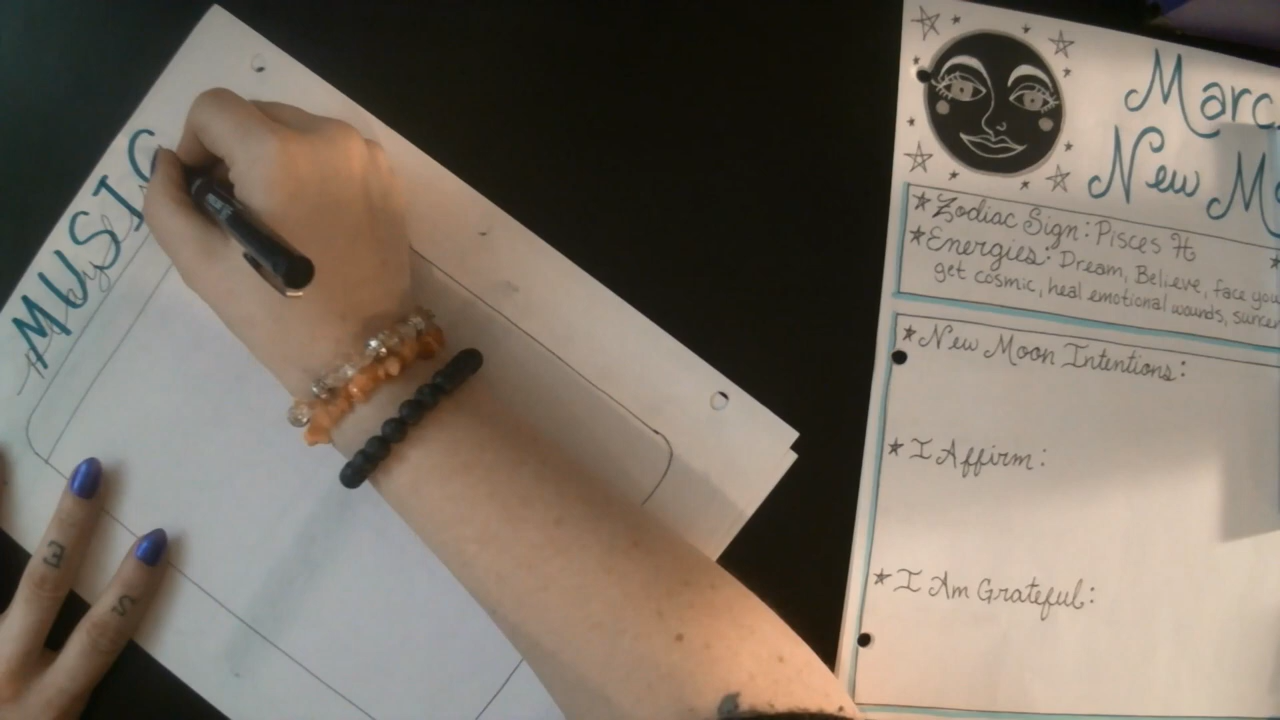 MUSIC
Marc
New Mo
★Zodiac Sign: Pisces ♓
★Energies: Dream, Believe, face you
get cosmic, heal emotional wounds,
★New Moon Intentions:
★I Affirm:
★I Am Grateful: